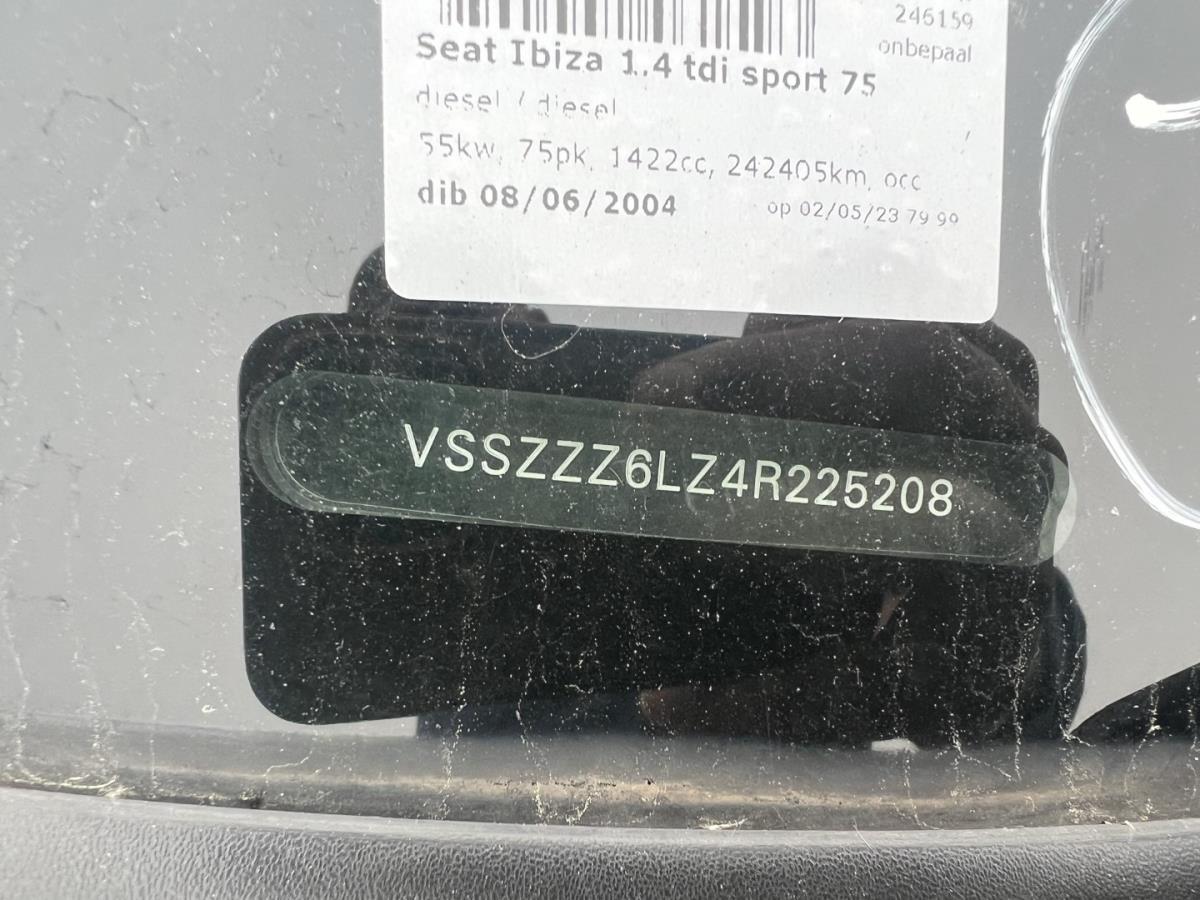 246159
onbepaal
Seat Ibiza 1.4 tdi sport 75
diesel / diesel
55kw, 75pk, 1422cc, 242405km, occ
dib 08/06/2004
op 02/05/23 79 99
VSSZZZ6LZ4R225208